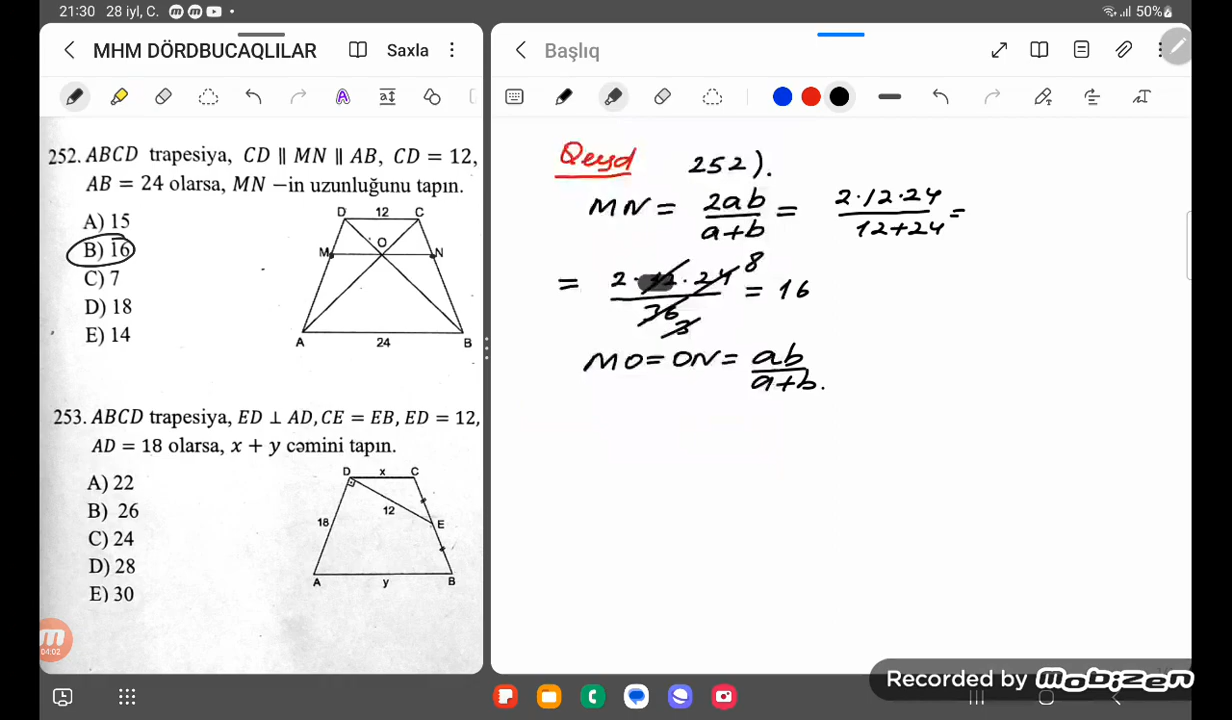 21:30 28 iyl, C.
50%
MHM DÖRDBUCAQLILAR Saxla
Başlıq
252. ABCD trapesiya, CD ∥ MN ∥ AB, CD = 12,
AB = 24 olarsa, MN −in uzunluğunu tapın.
A) 15
B) 16
C) 7
D) 18
E) 14
D 12 C
O
M N
A 24 B
253. ABCD trapesiya, ED ⊥ AD, CE = EB, ED = 12,
AD = 18 olarsa, x + y cəmini tapın.
A) 22
B) 26
C) 24
D) 28
E) 30
D x C
12
18 E
A y B
04:02
Qeyd 252).
MN = 2ab/a+b = 2·12·24/12+24 =
= 2·12·24/36 = 16
8
3
MO = ON = ab/a+b.
Recorded by mobizen